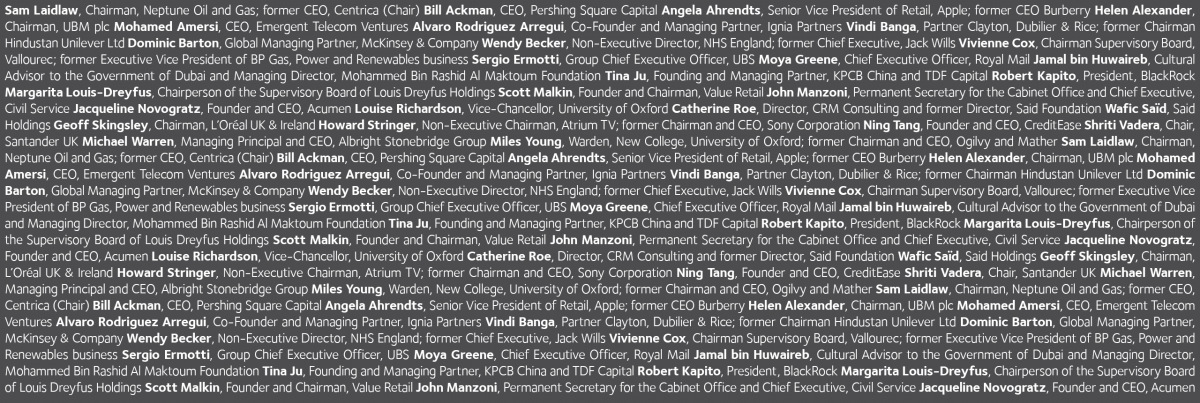 Sam Laidlaw, Chairman, Neptune Oil and Gas; former CEO, Centrica (Chair) Bill Ackman, CEO, Pershing Square Capital Angela Ahrendts, Senior Vice President of Retail, Apple; former CEO Burberry Helen Alexander,
Chairman, UBM plc Mohamed Amersi, CEO, Emergent Telecom Ventures Alvaro Rodriguez Arregui, Co-Founder and Managing Partner, Ignia Partners Vindi Banga, Partner Clayton, Dubilier & Rice; former Chairman
Hindustan Unilever Ltd Dominic Barton, Global Managing Partner, McKinsey & Company Wendy Becker, Non-Executive Director, NHS England; former Chief Executive, Jack Wills Vivienne Cox, Chairman Supervisory Board,
Vallourec; former Executive Vice President of BP Gas, Power and Renewables business Sergio Ermotti, Group Chief Executive Officer, UBS Moya Greene, Chief Executive Officer, Royal Mail Jamal bin Huwaireb, Cultural
Advisor to the Government of Dubai and Managing Director, Mohammed Bin Rashid Al Maktoum Foundation Tina Ju, Founding and Managing Partner, KPCB China and TDF Capital Robert Kapito, President, BlackRock
Margarita Louis-Dreyfus, Chairperson of the Supervisory Board of Louis Dreyfus Holdings Scott Malkin, Founder and Chairman, Value Retail John Manzoni, Permanent Secretary for the Cabinet Office and Chief Executive,
Civil Service Jacqueline Novogratz, Founder and CEO, Acumen Louise Richardson, Vice-Chancellor, University of Oxford Catherine Roe, Director, CRM Consulting and former Director, Said Foundation Wafic Saïd, Said
Holdings Geoff Skingsley, Chairman, L'Oréal UK & Ireland Howard Stringer, Non-Executive Chairman, Atrium TV; former Chairman and CEO, Sony Corporation Ning Tang, Founder and CEO, CreditEase Shriti Vadera, Chair,
Santander UK Michael Warren, Managing Principal and CEO, Albright Stonebridge Group Miles Young, Warden, New College, University of Oxford; former Chairman and CEO, Ogilvy and Mather Sam Laidlaw, Chairman,
Neptune Oil and Gas; former CEO, Centrica (Chair) Bill Ackman, CEO, Pershing Square Capital Angela Ahrendts, Senior Vice President of Retail, Apple; former CEO Burberry Helen Alexander, Chairman, UBM plc Mohamed
Amersi, CEO, Emergent Telecom Ventures Alvaro Rodriguez Arregui, Co-Founder and Managing Partner, Ignia Partners Vindi Banga, Partner Clayton, Dubilier & Rice; former Chairman Hindustan Unilever Ltd Dominic
Barton, Global Managing Partner, McKinsey & Company Wendy Becker, Non-Executive Director, NHS England; former Chief Executive, Jack Wills Vivienne Cox, Chairman Supervisory Board, Vallourec; former Executive Vice
President of BP Gas, Power and Renewables business Sergio Ermotti, Group Chief Executive Officer, UBS Moya Greene, Chief Executive Officer, Royal Mail Jamal bin Huwaireb, Cultural Advisor to the Government of Dubai
and Managing Director, Mohammed Bin Rashid Al Maktoum Foundation Tina Ju, Founding and Managing Partner, KPCB China and TDF Capital Robert Kapito, President, BlackRock Margarita Louis-Dreyfus, Chairperson of
the Supervisory Board of Louis Dreyfus Holdings Scott Malkin, Founder and Chairman, Value Retail John Manzoni, Permanent Secretary for the Cabinet Office and Chief Executive, Civil Service Jacqueline Novogratz,
Founder and CEO, Acumen Louise Richardson, Vice-Chancellor, University of Oxford Catherine Roe, Director, CRM Consulting and former Director, Said Foundation Wafic Saïd, Said Holdings Geoff Skingsley, Chairman,
L'Oréal UK & Ireland Howard Stringer, Non-Executive Chairman, Atrium TV; former Chairman and CEO, Sony Corporation Ning Tang, Founder and CEO, CreditEase Shriti Vadera, Chair, Santander UK Michael Warren,
Managing Principal and CEO, Albright Stonebridge Group Miles Young, Warden, New College, University of Oxford; former Chairman and CEO, Ogilvy and Mather Sam Laidlaw, Chairman, Neptune Oil and Gas; former CEO,
Centrica (Chair) Bill Ackman, CEO, Pershing Square Capital Angela Ahrendts, Senior Vice President of Retail, Apple; former CEO Burberry Helen Alexander, Chairman, UBM plc Mohamed Amersi, CEO, Emergent Telecom
Ventures Alvaro Rodriguez Arregui, Co-Founder and Managing Partner, Ignia Partners Vindi Banga, Partner Clayton, Dubilier & Rice; former Chairman Hindustan Unilever Ltd Dominic Barton, Global Managing Partner,
McKinsey & Company Wendy Becker, Non-Executive Director, NHS England; former Chief Executive, Jack Wills Vivienne Cox, Chairman Supervisory Board, Vallourec; former Executive Vice President of BP Gas, Power and
Renewables business Sergio Ermotti, Group Chief Executive Officer, UBS Moya Greene, Chief Executive Officer, Royal Mail Jamal bin Huwaireb, Cultural Advisor to the Government of Dubai and Managing Director,
Mohammed Bin Rashid Al Maktoum Foundation Tina Ju, Founding and Managing Partner, KPCB China and TDF Capital Robert Kapito, President, BlackRock Margarita Louis-Dreyfus, Chairperson of the Supervisory Board
of Louis Dreyfus Holdings Scott Malkin, Founder and Chairman, Value Retail John Manzoni, Permanent Secretary for the Cabinet Office and Chief Executive, Civil Service Jacqueline Novogratz, Founder and CEO, Acumen